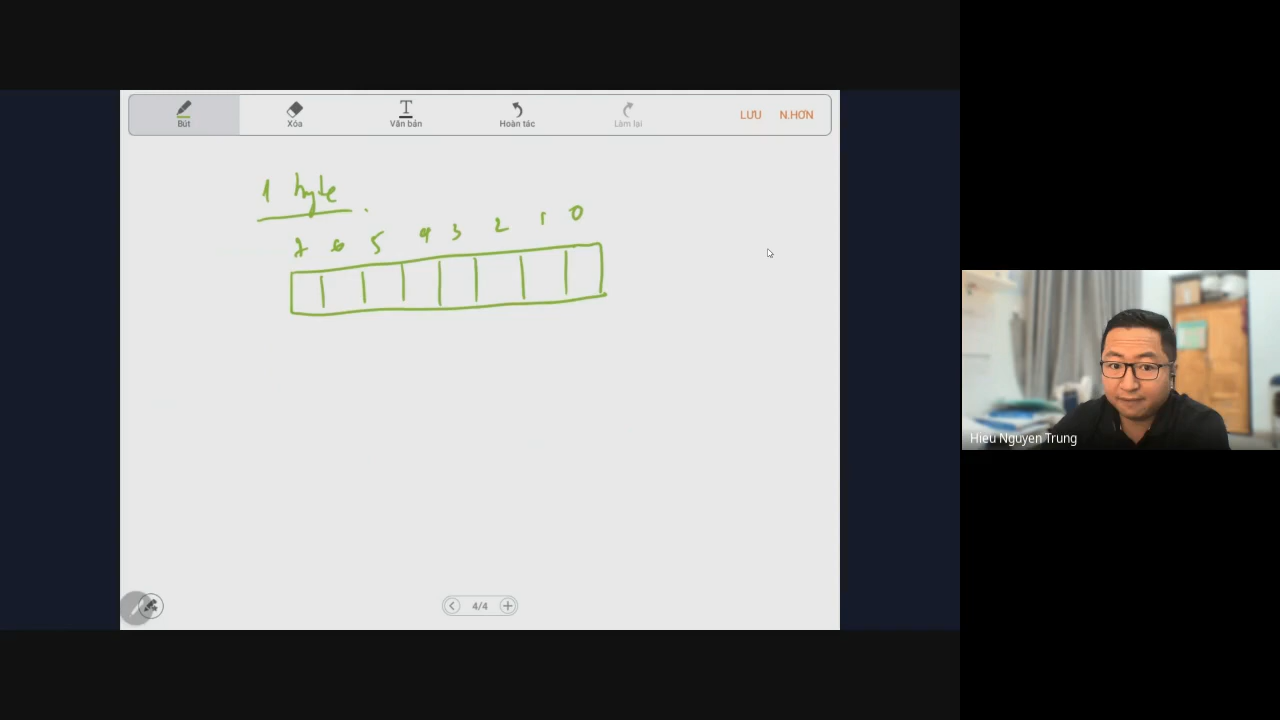 Bút Xóa Văn bản Hoàn tác Làm lại LƯU N.HƠN
1 byte.
7 6 5 4 3 2 1 0
Hieu Nguyen Trung
4/4